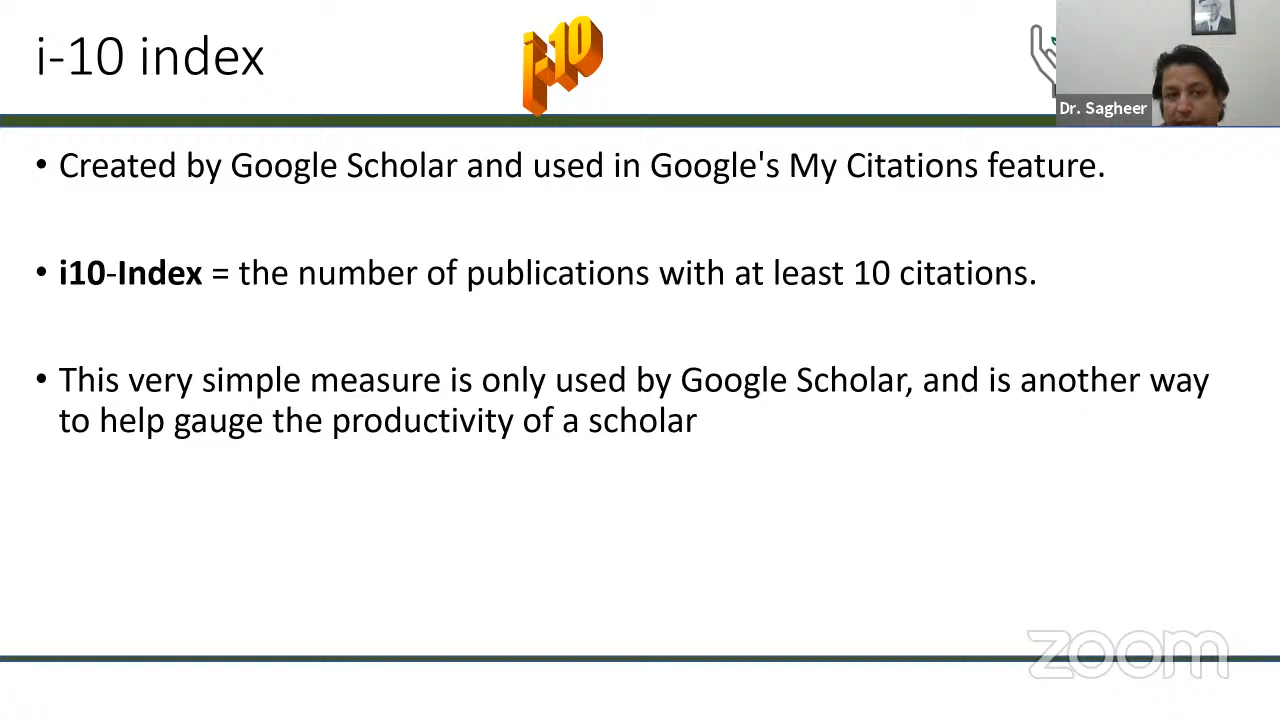 i-10 index
i-10
Dr. Sagheer
• Created by Google Scholar and used in Google's My Citations feature.
• i10-Index = the number of publications with at least 10 citations.
• This very simple measure is only used by Google Scholar, and is another way
to help gauge the productivity of a scholar
zoom